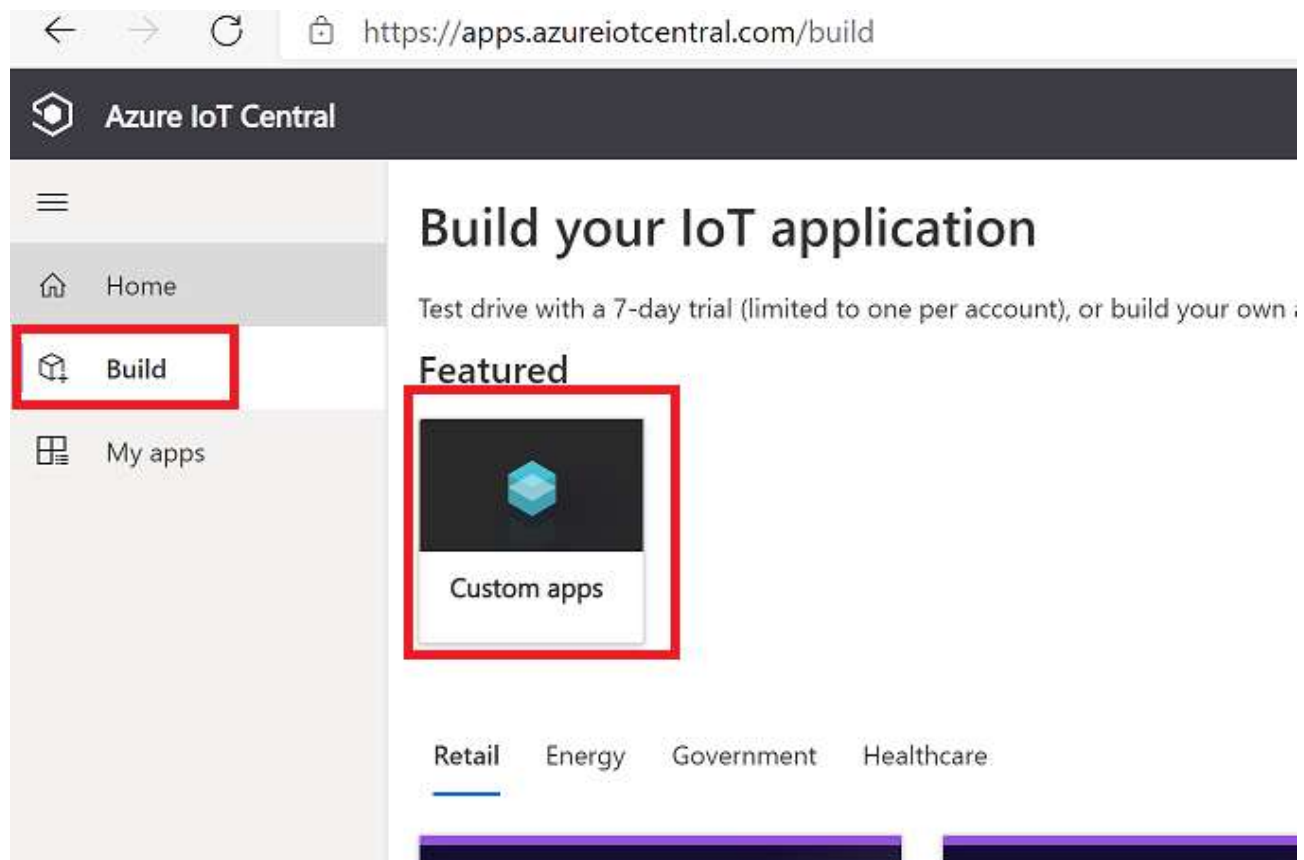 https://apps.azureiotcentral.com/build
Azure IoT Central
Home
Build
My apps
Build your IoT application
Test drive with a 7-day trial (limited to one per account), or build your own
Featured
Custom apps
Retail Energy Government Healthcare